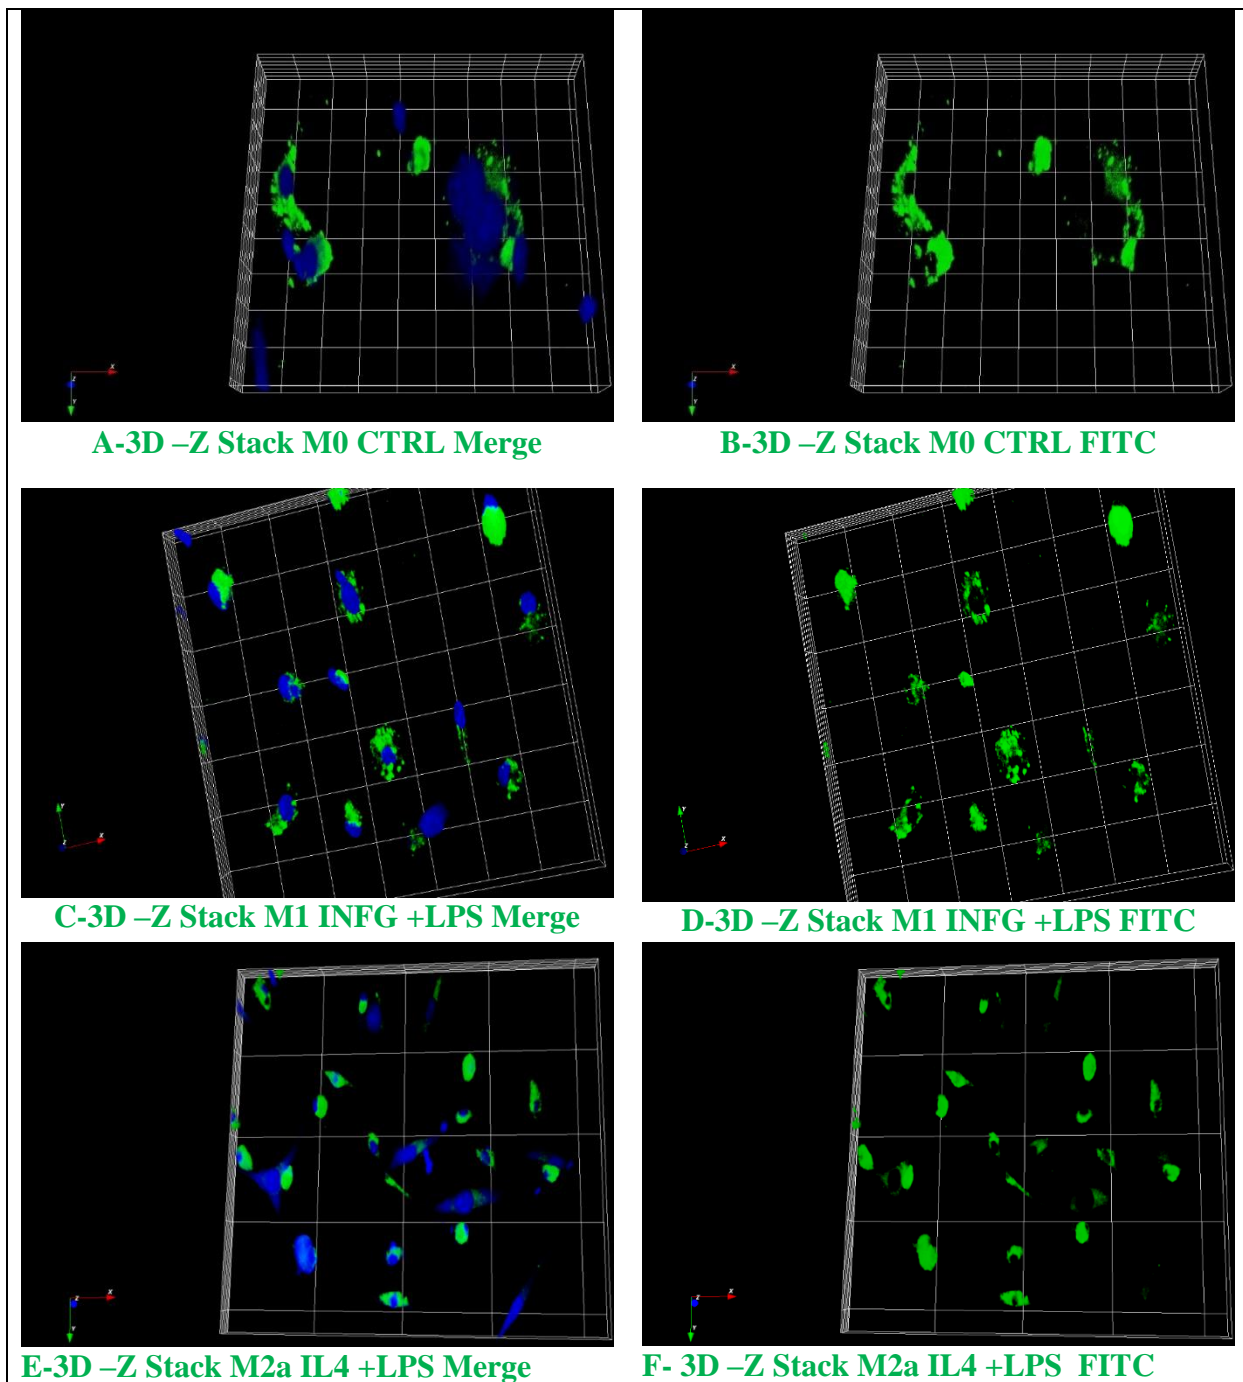 A-3D –Z Stack M0 CTRL Merge
B-3D –Z Stack M0 CTRL FITC
C-3D –Z Stack M1 INFG +LPS Merge
D-3D –Z Stack M1 INFG +LPS FITC
E-3D –Z Stack M2a IL4 +LPS Merge
F- 3D –Z Stack M2a IL4 +LPS  FITC